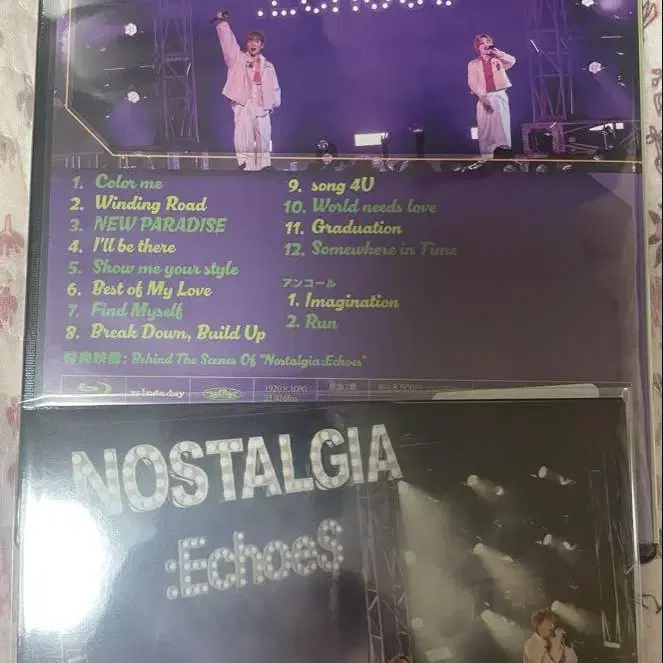 Echoes
1. Color me
2. Winding Road
3. NEW PARADISE
4. I'll be there
5. Show me your style
6. Best of My Love
7. Find Myself
8. Break Down, Build Up
9. song 4U
10. World needs love
11. Graduation
12. Somewhere in Time
アンコール
1. Imagination
2. Run
特典映像: Behind The Scenes Of "Nostalgia:Echoes"
1920×1080
NOSTALGIA
:EchoeS